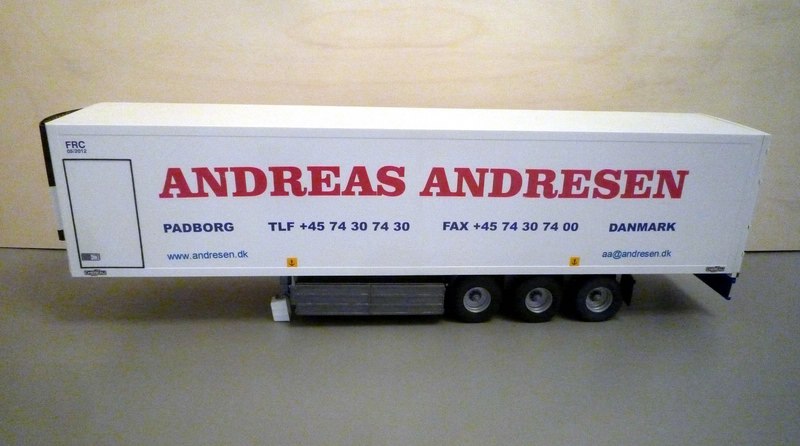 FRC
05/2012
ANDREAS ANDRESEN
PADBORG TLF +45 74 30 74 30 FAX +45 74 30 74 00 DANMARK
www.andresen.dk aa@andresen.dk